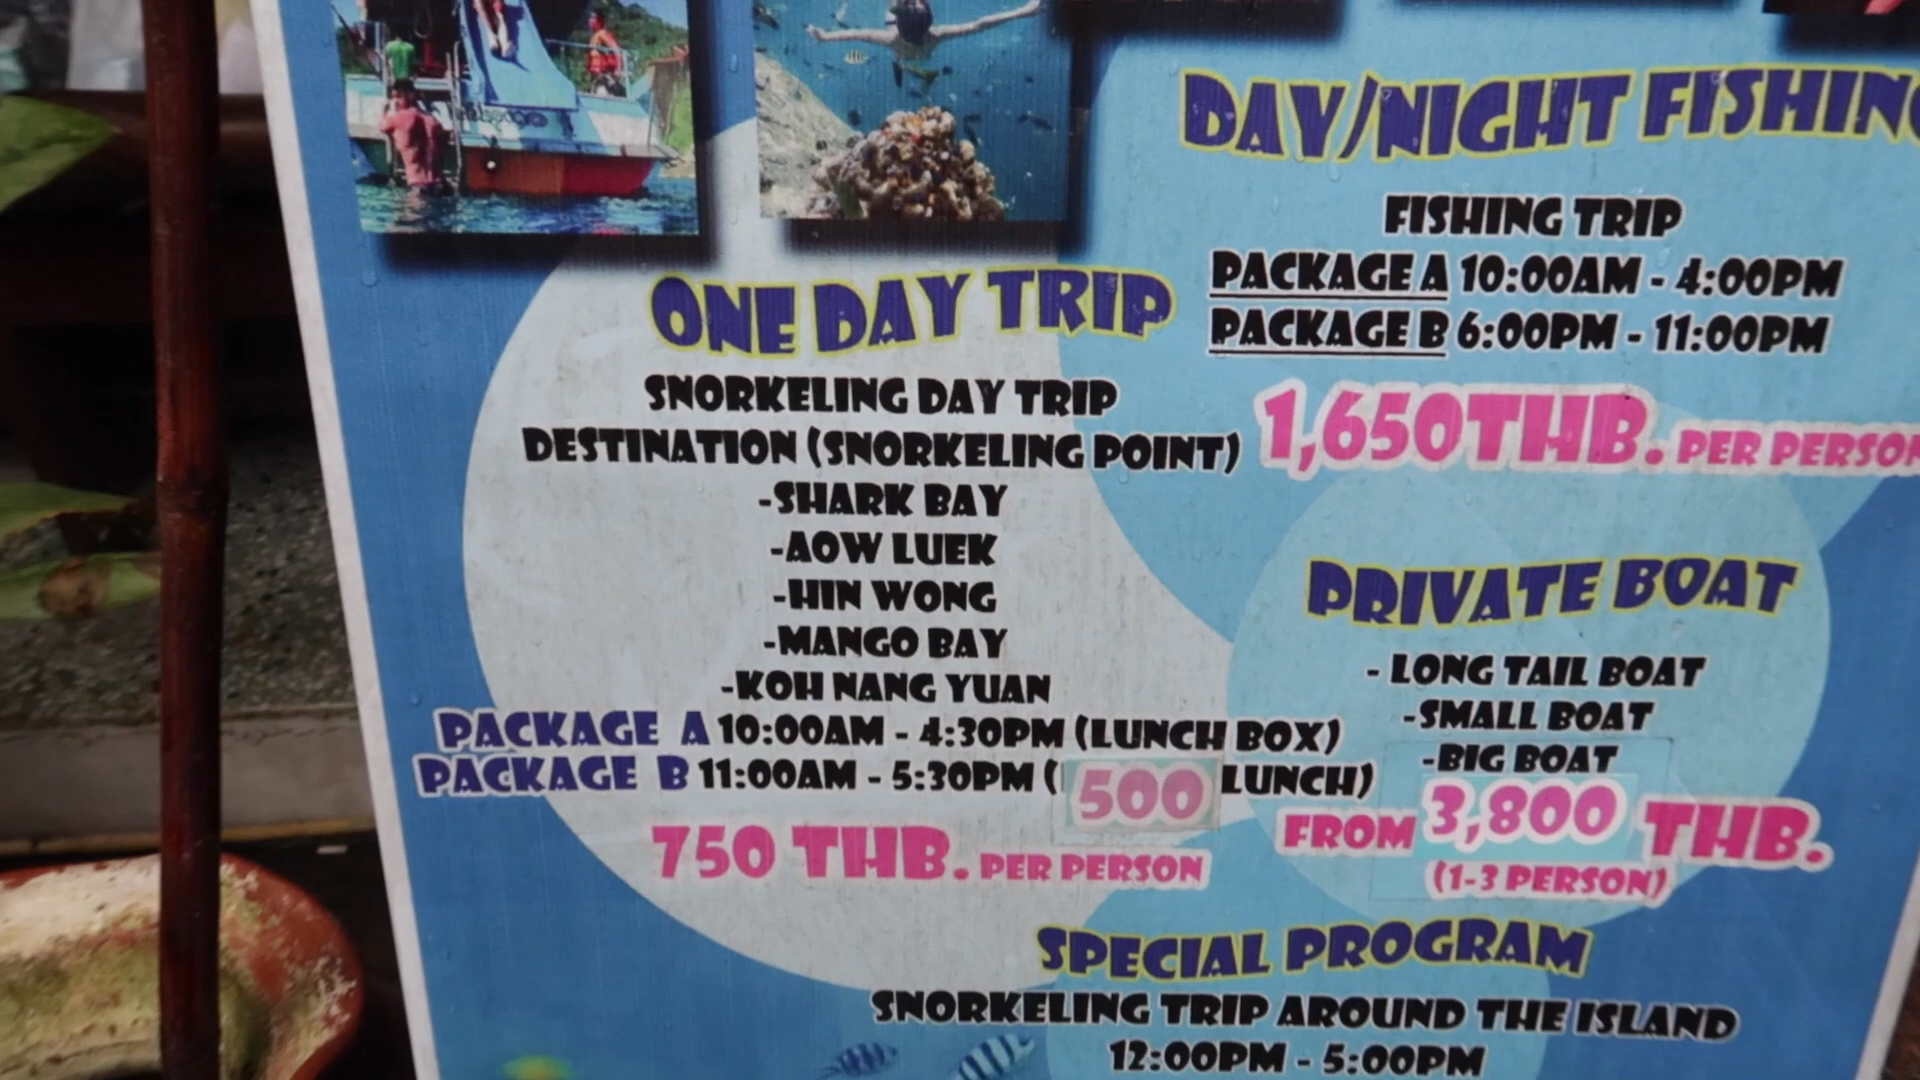 DAY/NIGHT FISHING
FISHING TRIP
PACKAGE A 10:00AM - 4:00PM
PACKAGE B 6:00PM - 11:00PM
1,650THB. PER PERSON
ONE DAY TRIP
SNORKELING DAY TRIP
DESTINATION (SNORKELING POINT)
-SHARK BAY
-AOW LUEK
-HIN WONG
-MANGO BAY
-KOH NANG YUAN
PACKAGE A 10:00AM - 4:30PM (LUNCH BOX)
PACKAGE B 11:00AM - 5:30PM ( 500 LUNCH)
750 THB. PER PERSON
PRIVATE BOAT
- LONG TAIL BOAT
-SMALL BOAT
-BIG BOAT
FROM 3,800 THB.
(1-3 PERSON)
SPECIAL PROGRAM
SNORKELING TRIP AROUND THE ISLAND
12:00PM - 5:00PM